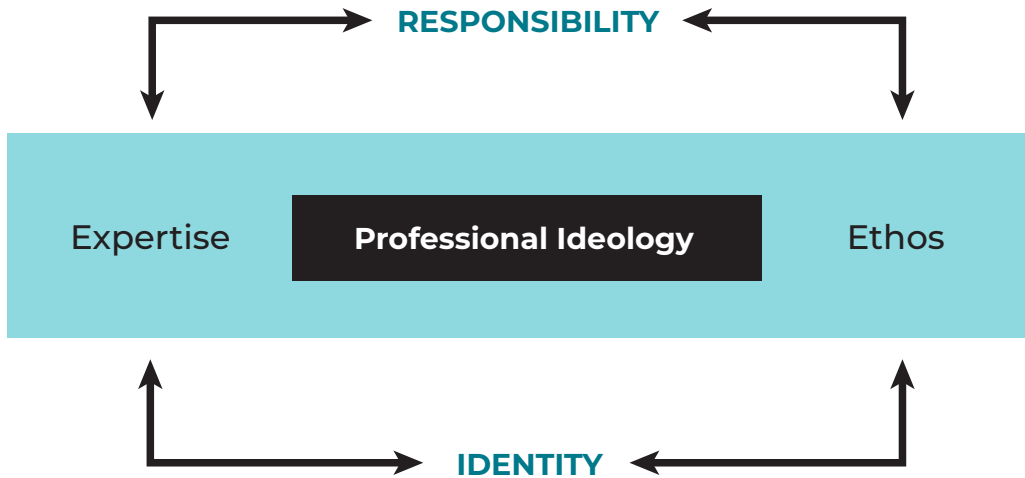 RESPONSIBILITY
Expertise
Professional Ideology
Ethos
IDENTITY